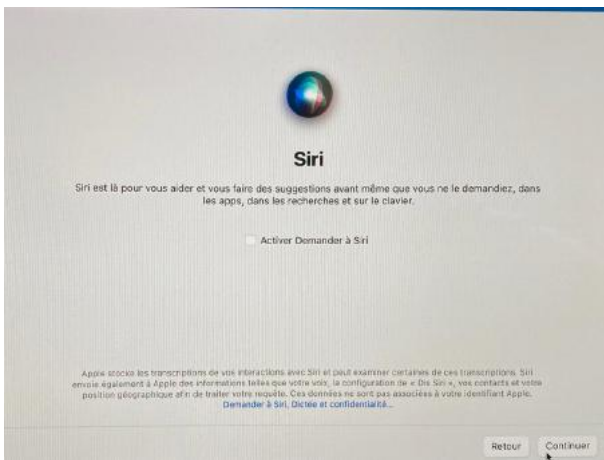 Siri
Siri est là pour vous aider et vous faire des suggestions avant même que vous ne le demandiez, dans
les apps, dans les recherches et sur le clavier.
Activer Demander à Siri
Apple stocke les transcriptions de vos interactions avec Siri et peut examiner certaines de ces transcriptions. Siri
envoie également à Apple des informations telles que votre voix, la configuration de « Dis Siri », vos contacts et votre
position géographique afin de traiter votre requête. Ces données ne sont pas associées à votre identifiant Apple.
Demander à Siri, Dictée et confidentialité...
Retour
Continuer